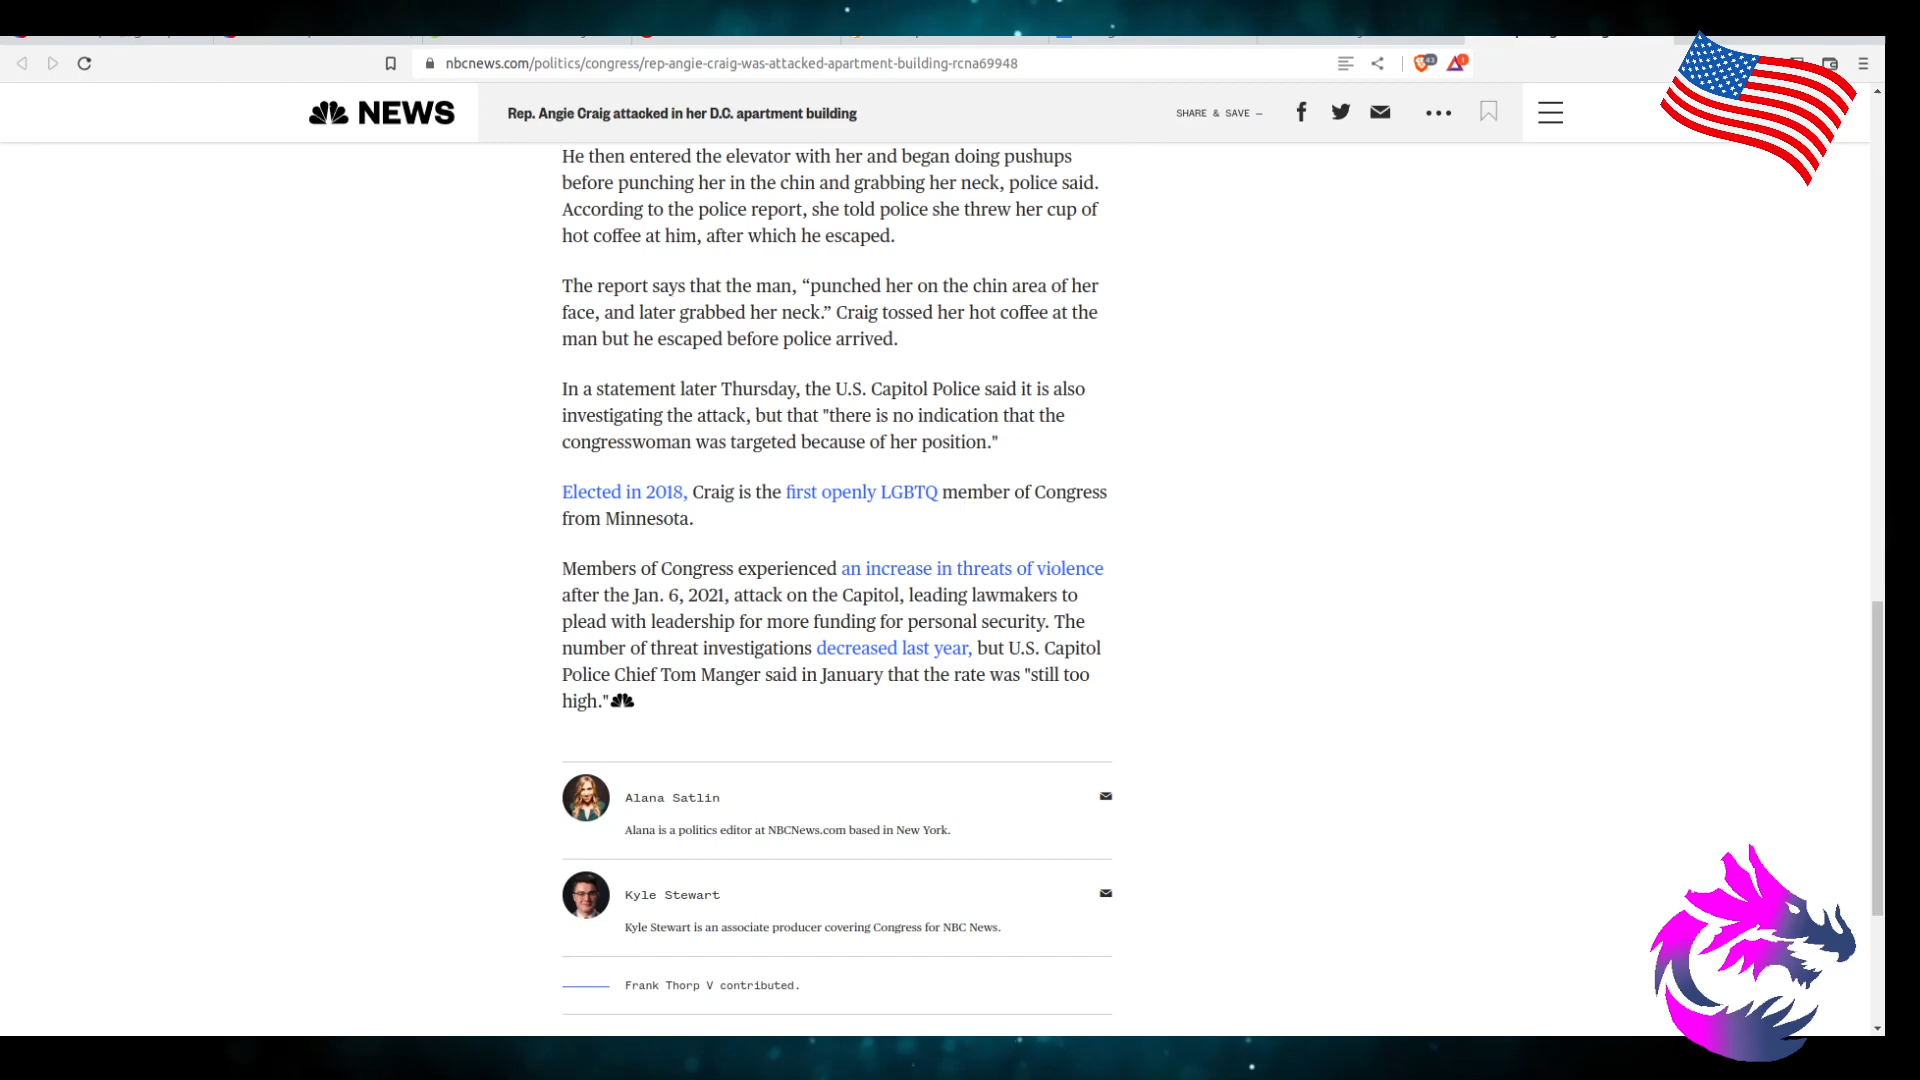 nbcnews.com/politics/congress/rep-angie-craig-was-attacked-apartment-building-rcna69948
NEWS
Rep. Angie Craig attacked in her D.C. apartment building
SHARE & SAVE —
He then entered the elevator with her and began doing pushups
before punching her in the chin and grabbing her neck, police said.
According to the police report, she told police she threw her cup of
hot coffee at him, after which he escaped.
The report says that the man, “punched her on the chin area of her
face, and later grabbed her neck.” Craig tossed her hot coffee at the
man but he escaped before police arrived.
In a statement later Thursday, the U.S. Capitol Police said it is also
investigating the attack, but that "there is no indication that the
congresswoman was targeted because of her position."
Elected in 2018, Craig is the first openly LGBTQ member of Congress
from Minnesota.
Members of Congress experienced an increase in threats of violence
after the Jan. 6, 2021, attack on the Capitol, leading lawmakers to
plead with leadership for more funding for personal security. The
number of threat investigations decreased last year, but U.S. Capitol
Police Chief Tom Manger said in January that the rate was "still too
high."
Alana Satlin
Alana is a politics editor at NBCNews.com based in New York.
Kyle Stewart
Kyle Stewart is an associate producer covering Congress for NBC News.
Frank Thorp V contributed.